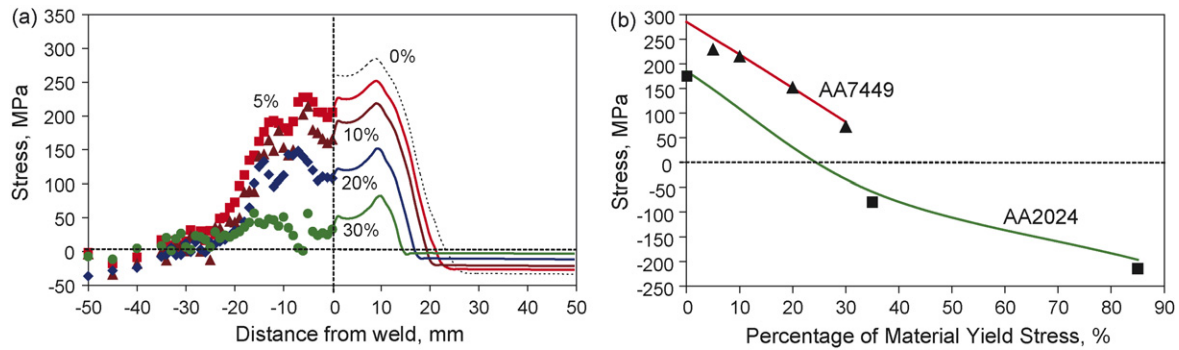 (a)
350
300
250
200
150
100
50
0
-50
Stress, MPa
-50 -40 -30 -20 -10 0 10 20 30 40 50
Distance from weld, mm
0%
5%
10%
20%
30%
(b)
300
250
200
150
100
50
0
-50
-100
-150
-200
-250
Stress, MPa
0 10 20 30 40 50 60 70 80 90
Percentage of Material Yield Stress, %
AA7449
AA2024